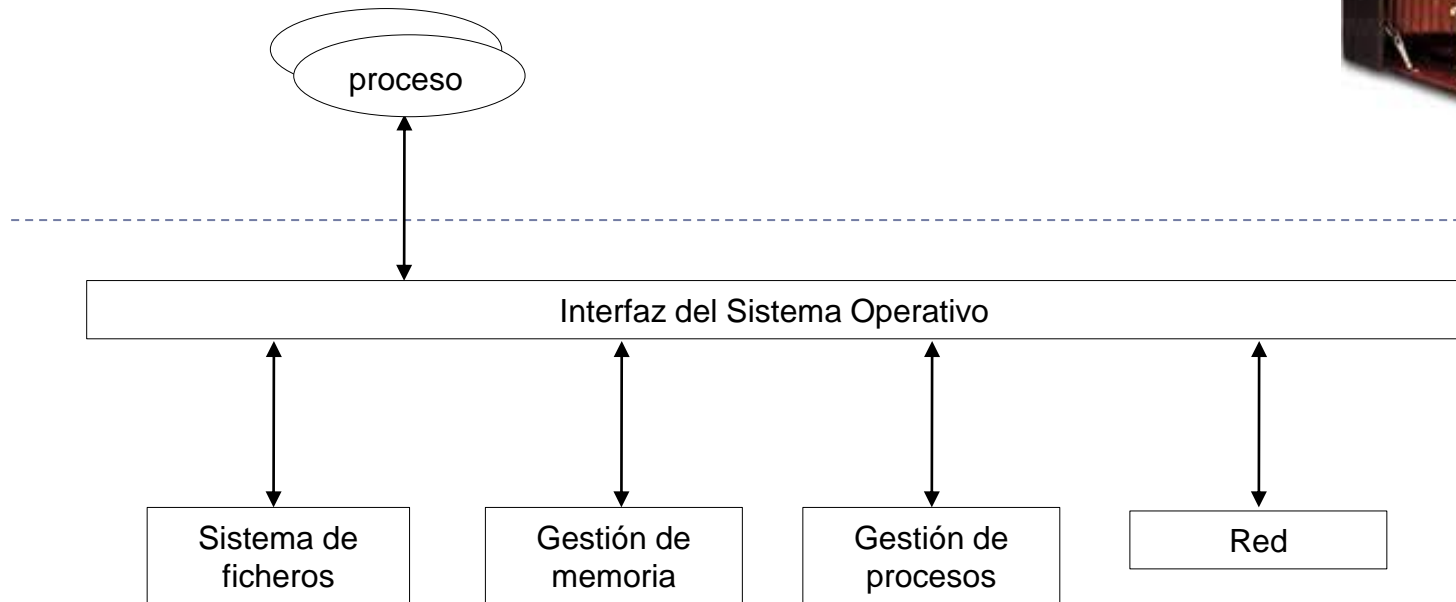 proceso
Interfaz del Sistema Operativo
Sistema de
ficheros
Gestión de
memoria
Gestión de
procesos
Red